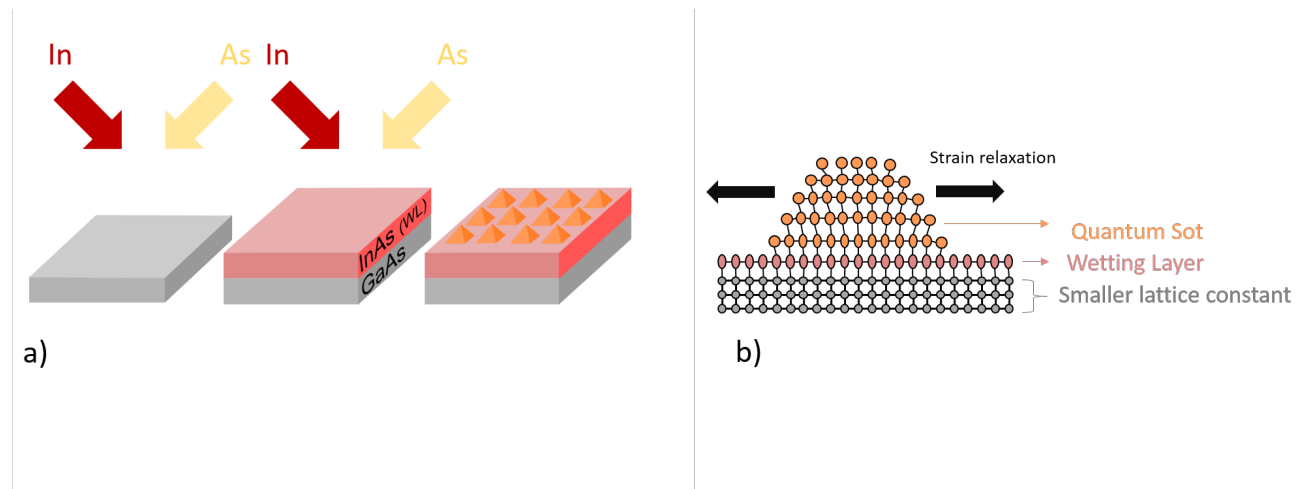 In
As
In
As
InAs (WL)
GaAs
a)
Strain relaxation
Quantum Sot
Wetting Layer
Smaller lattice constant
b)